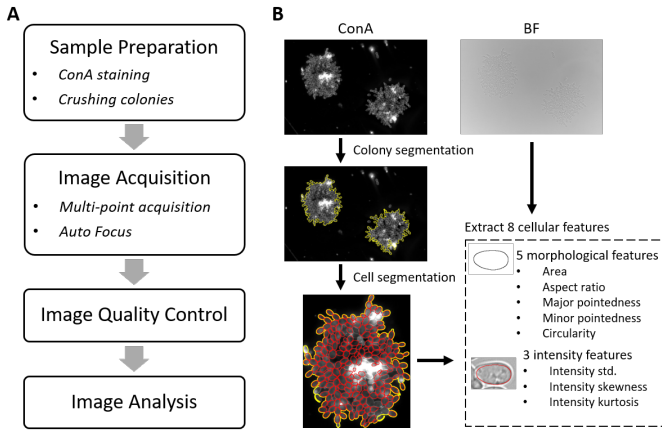 A
Sample Preparation
• ConA staining
• Crushing colonies
Image Acquisition
• Multi-point acquisition
• Auto Focus
Image Quality Control
Image Analysis
B
ConA
BF
Colony segmentation
Cell segmentation
Extract 8 cellular features
5 morphological features
• Area
• Aspect ratio
• Major pointedness
• Minor pointedness
• Circularity
3 intensity features
• Intensity std.
• Intensity skewness
• Intensity kurtosis